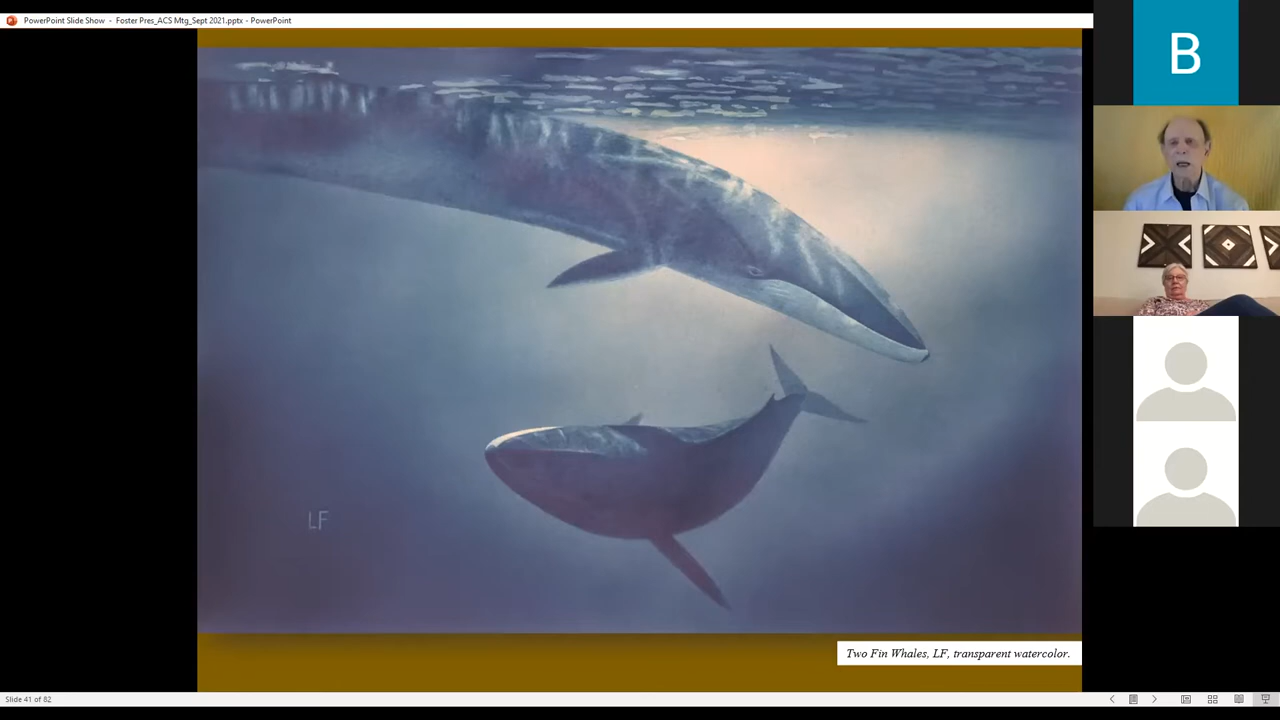 PowerPoint Slide Show - Foster Pres_ACS Mtg_Sept 2021.pptx - PowerPoint
B
LF
Two Fin Whales, LF, transparent watercolor.
Slide 41 of 82